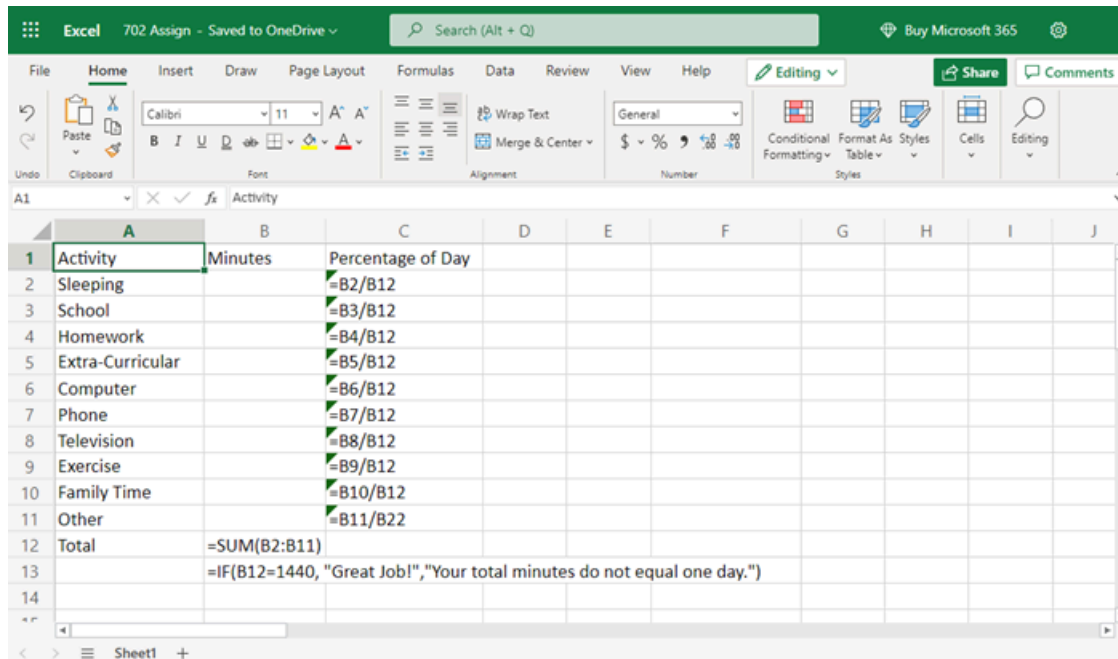 Excel 702 Assign - Saved to OneDrive Search (Alt + Q) Buy Microsoft 365
File Home Insert Draw Page Layout Formulas Data Review View Help Editing Share Comments
Paste Calibri 11 A^ A˅ Wrap Text General Conditional Formatting Format As Table Styles Cells Editing
B I U D ab A Merge & Center $ % 9 .00 .00
Undo Clipboard Font Alignment Number Styles
A1 fx Activity
A B C D E F G H I J
1 Activity Minutes Percentage of Day
2 Sleeping =B2/B12
3 School =B3/B12
4 Homework =B4/B12
5 Extra-Curricular =B5/B12
6 Computer =B6/B12
7 Phone =B7/B12
8 Television =B8/B12
9 Exercise =B9/B12
10 Family Time =B10/B12
11 Other =B11/B22
12 Total =SUM(B2:B11)
13 =IF(B12=1440, "Great Job!","Your total minutes do not equal one day.")
14
Sheet1 +